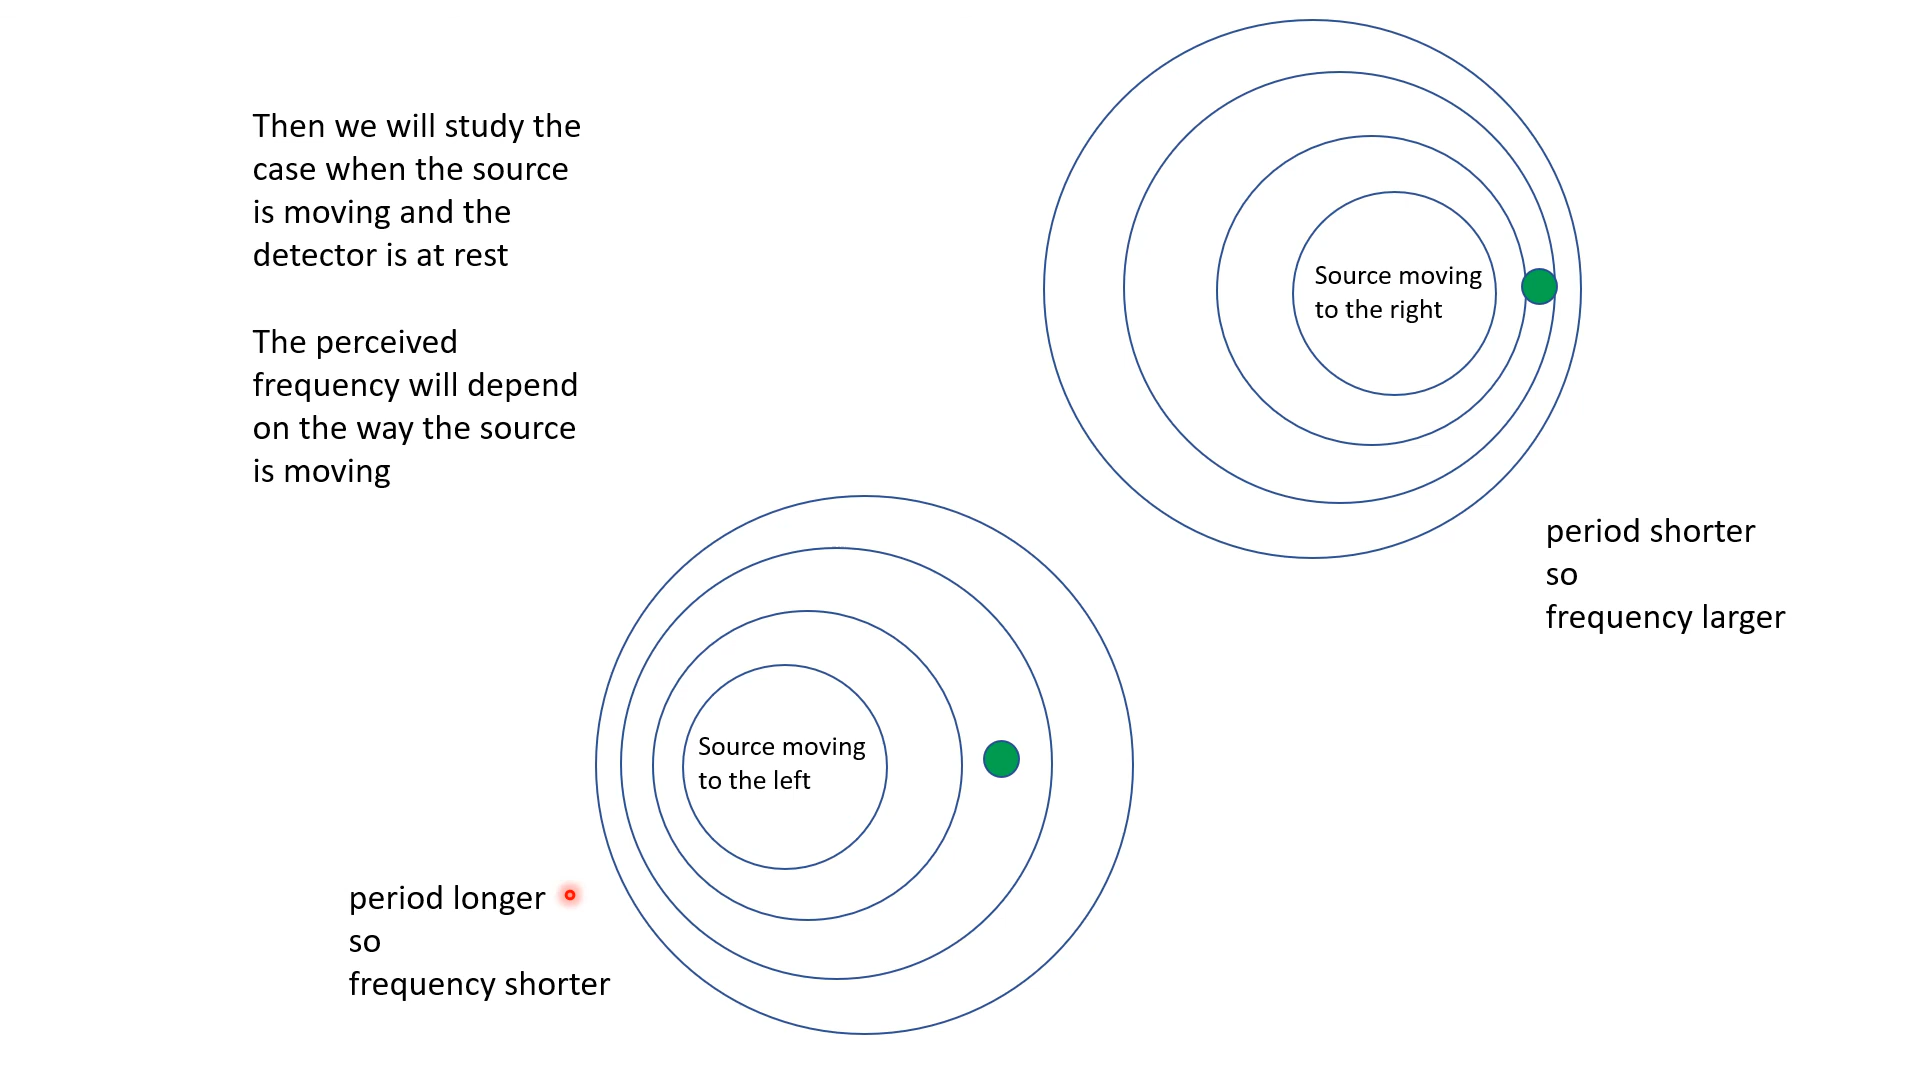 Then we will study the
case when the source
is moving and the
detector is at rest
The perceived
frequency will depend
on the way the source
is moving
Source moving
to the right
period shorter
so
frequency larger
Source moving
to the left
period longer
so
frequency shorter